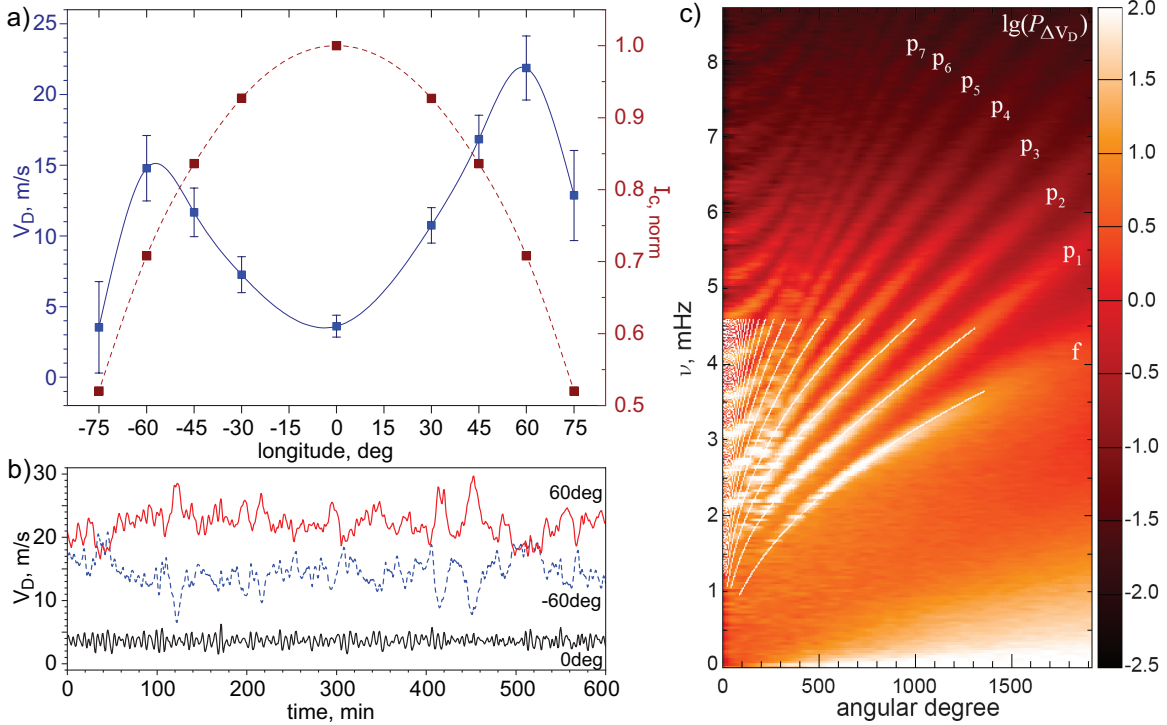 a)
25
20
15
10
5
0
V_D, m/s
1.0
0.9
0.8
0.7
0.6
0.5
I_c, norm
-75 -60 -45 -30 0 30 45 60 75
longitude, deg
b)
30
20
10
0
V_D, m/s
60deg
-60deg
0deg
0 100 200 300 400 500 600
time, min
c)
lg(P_ΔV_D)
p_7
p_6
p_5
p_4
p_3
p_2
p_1
f
8
7
6
5
4
3
2
1
0
ν, mHz
0 500 1000 1500
angular degree
2.0
1.5
1.0
0.5
0.0
-0.5
-1.0
-1.5
-2.0
-2.5